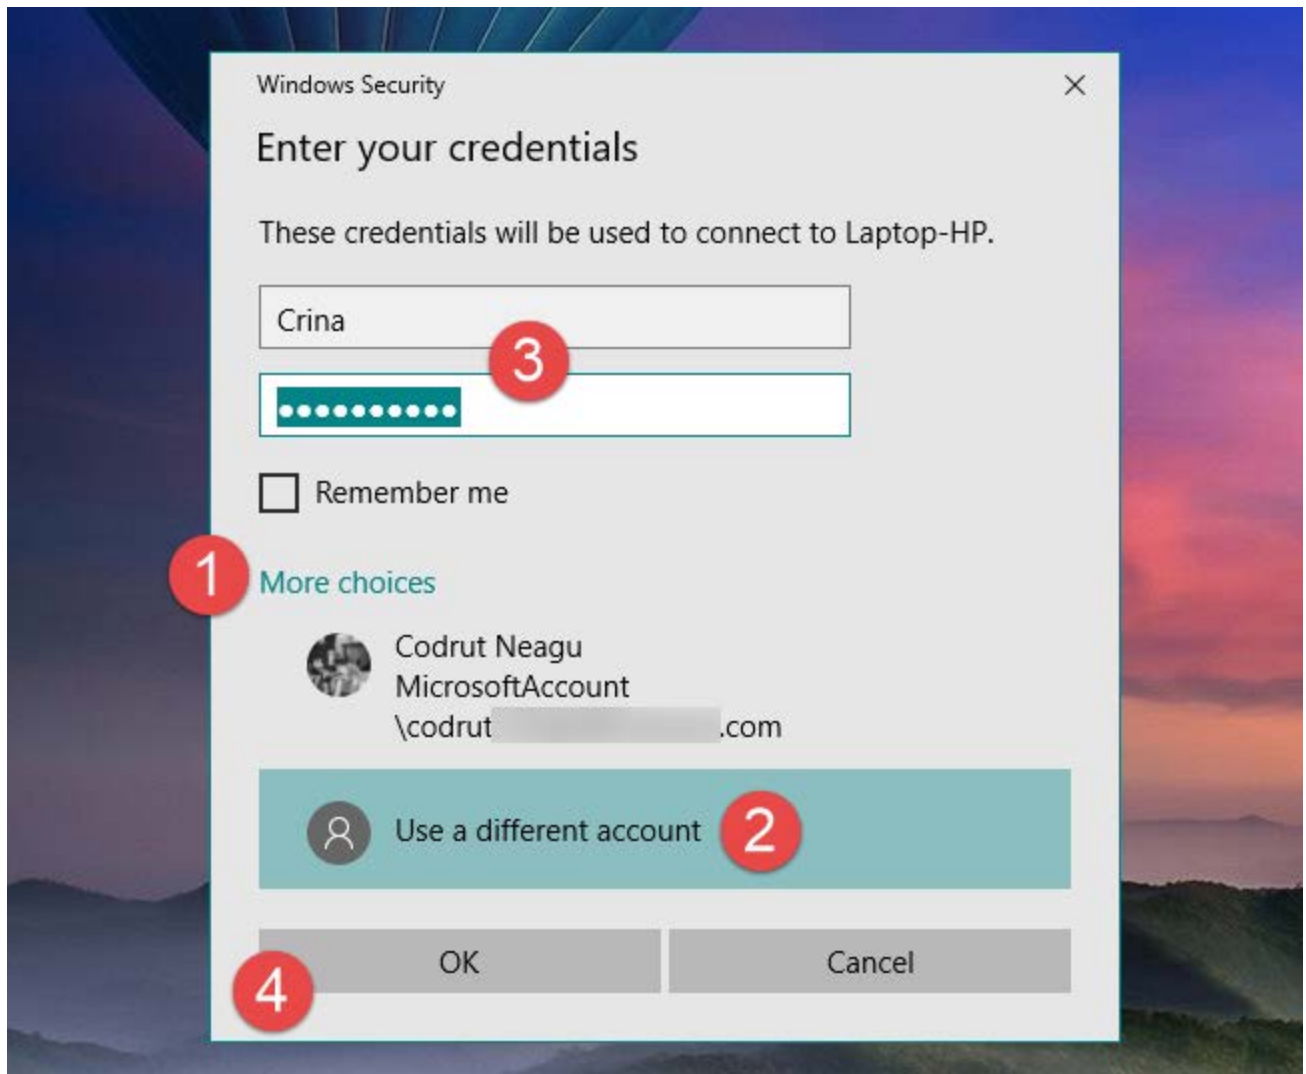 Windows Security
Enter your credentials
These credentials will be used to connect to Laptop-HP.
Crina
3
Remember me
1
More choices
Codrut Neagu
MicrosoftAccount
\codrut .com
Use a different account 2
OK Cancel
4